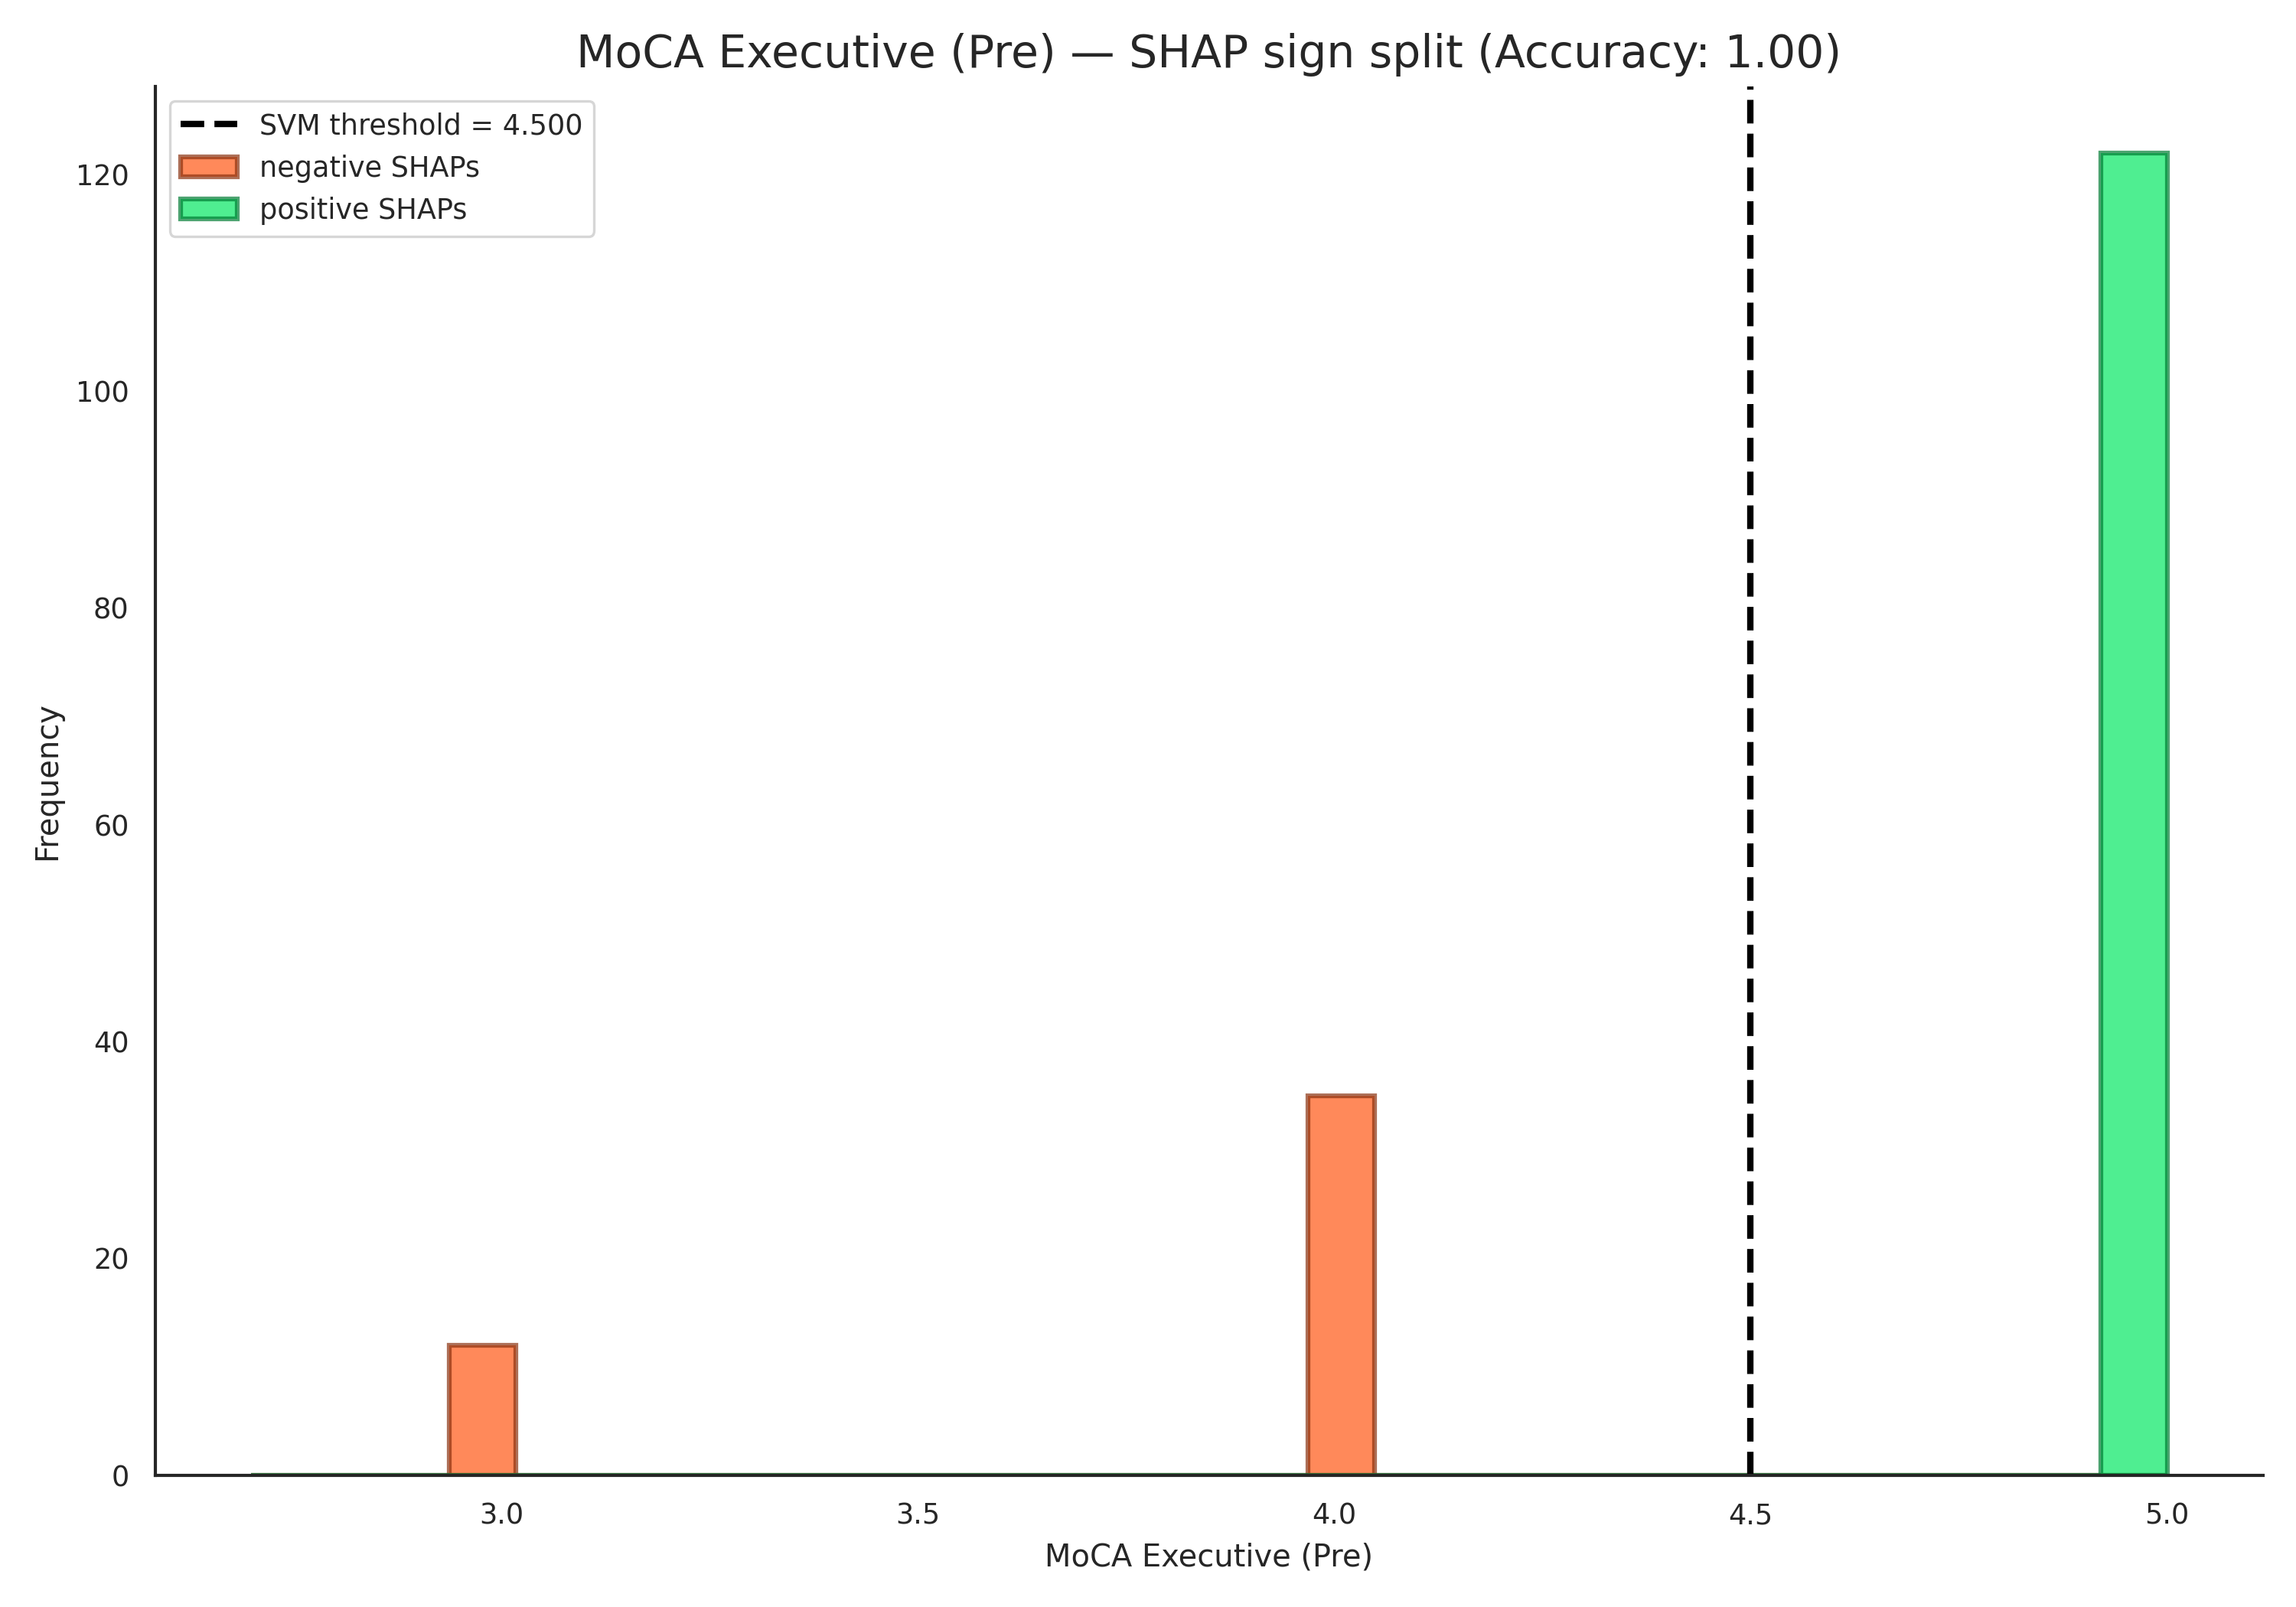 MoCA Executive (Pre) — SHAP sign split (Accuracy: 1.00)
SVM threshold = 4.500
negative SHAPs
positive SHAPs
120
100
80
60
40
20
0
Frequency
3.0 3.5 4.0 4.5 5.0
MoCA Executive (Pre)